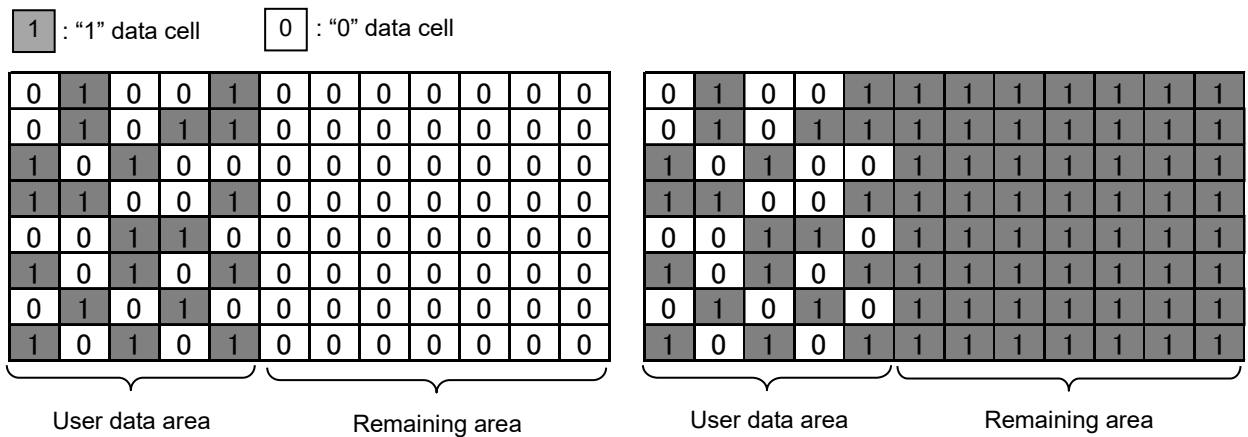 1 : “1” data cell 0 : “0” data cell
0 1 0 0 1 0 0 0 0 0 0 0 0 1 0 0 1 1 1 1 1 1 1 1
0 1 0 1 1 0 0 0 0 0 0 0 0 1 0 1 1 1 1 1 1 1 1 1
1 0 1 0 0 0 0 0 0 0 0 0 1 0 1 0 0 1 1 1 1 1 1 1
1 1 0 0 1 0 0 0 0 0 0 0 1 1 0 0 1 1 1 1 1 1 1 1
0 0 1 1 0 0 0 0 0 0 0 0 0 0 1 1 0 1 1 1 1 1 1 1
1 0 1 0 1 0 0 0 0 0 0 0 1 0 1 0 1 1 1 1 1 1 1 1
0 1 0 1 0 0 0 0 0 0 0 0 0 1 0 1 0 1 1 1 1 1 1 1
1 0 1 0 1 0 0 0 0 0 0 0 1 0 1 0 1 1 1 1 1 1 1 1
User data area Remaining area User data area Remaining area